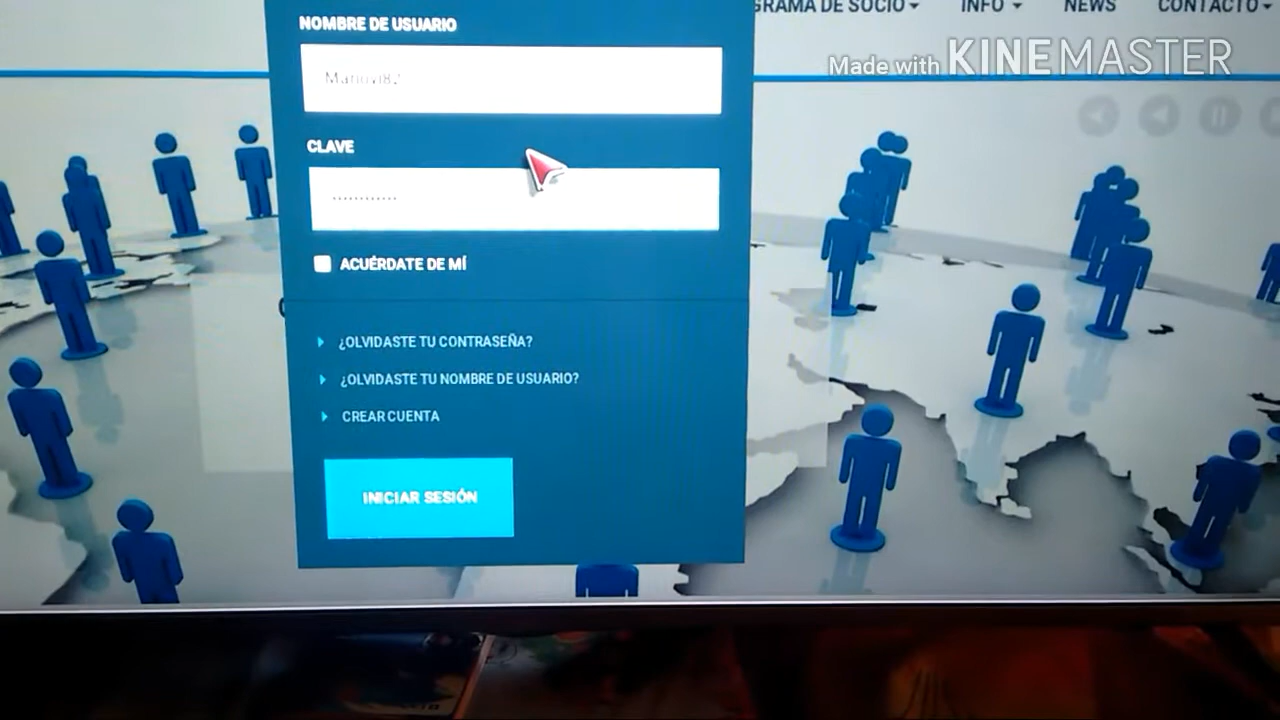 GRAMA DE SOCIO INFO NEWS CONTACTO
Made with KINEMASTER
NOMBRE DE USUARIO
CLAVE
ACUÉRDATE DE MÍ
¿OLVIDASTE TU CONTRASEÑA?
¿OLVIDASTE TU NOMBRE DE USUARIO?
CREAR CUENTA
INICIAR SESIÓN